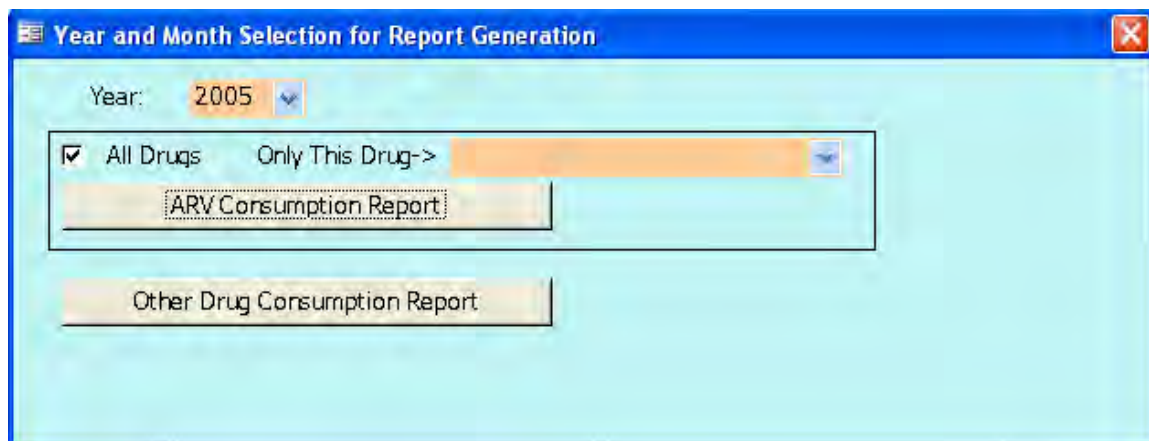 Year and Month Selection for Report Generation
Year: 2005
All Drugs Only This Drug->
ARV Consumption Report
Other Drug Consumption Report